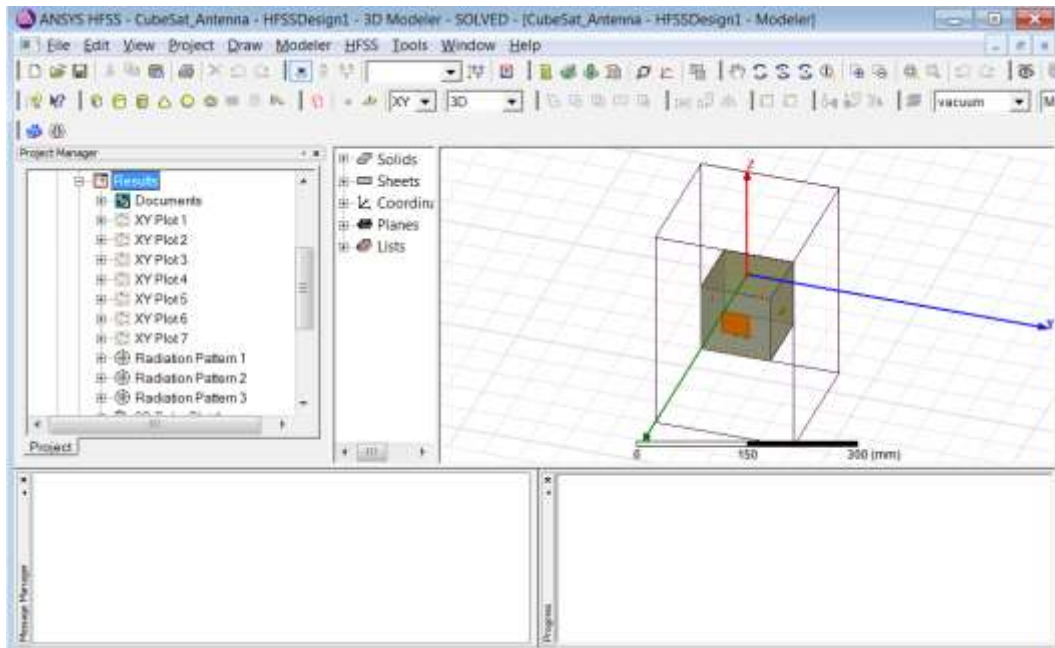 ANSYS HFSS - CubeSat_Antenna - HFSSDesign1 - 3D Modeler - SOLVED - [CubeSat_Antenna - HFSSDesign1 - Modeler]
File Edit View Project Draw Modeler HFSS Tools Window Help
XY 3D vacuum M
Project Manager
Results
Documents
XY Plot 1
XY Plot 2
XY Plot 3
XY Plot 4
XY Plot 5
XY Plot 6
XY Plot 7
Radiation Pattern 1
Radiation Pattern 2
Radiation Pattern 3
Project
Solids
Sheets
Coordinu
Planes
Lists
Z
Y
0 150 300 (mm)
Message Manager
Progress